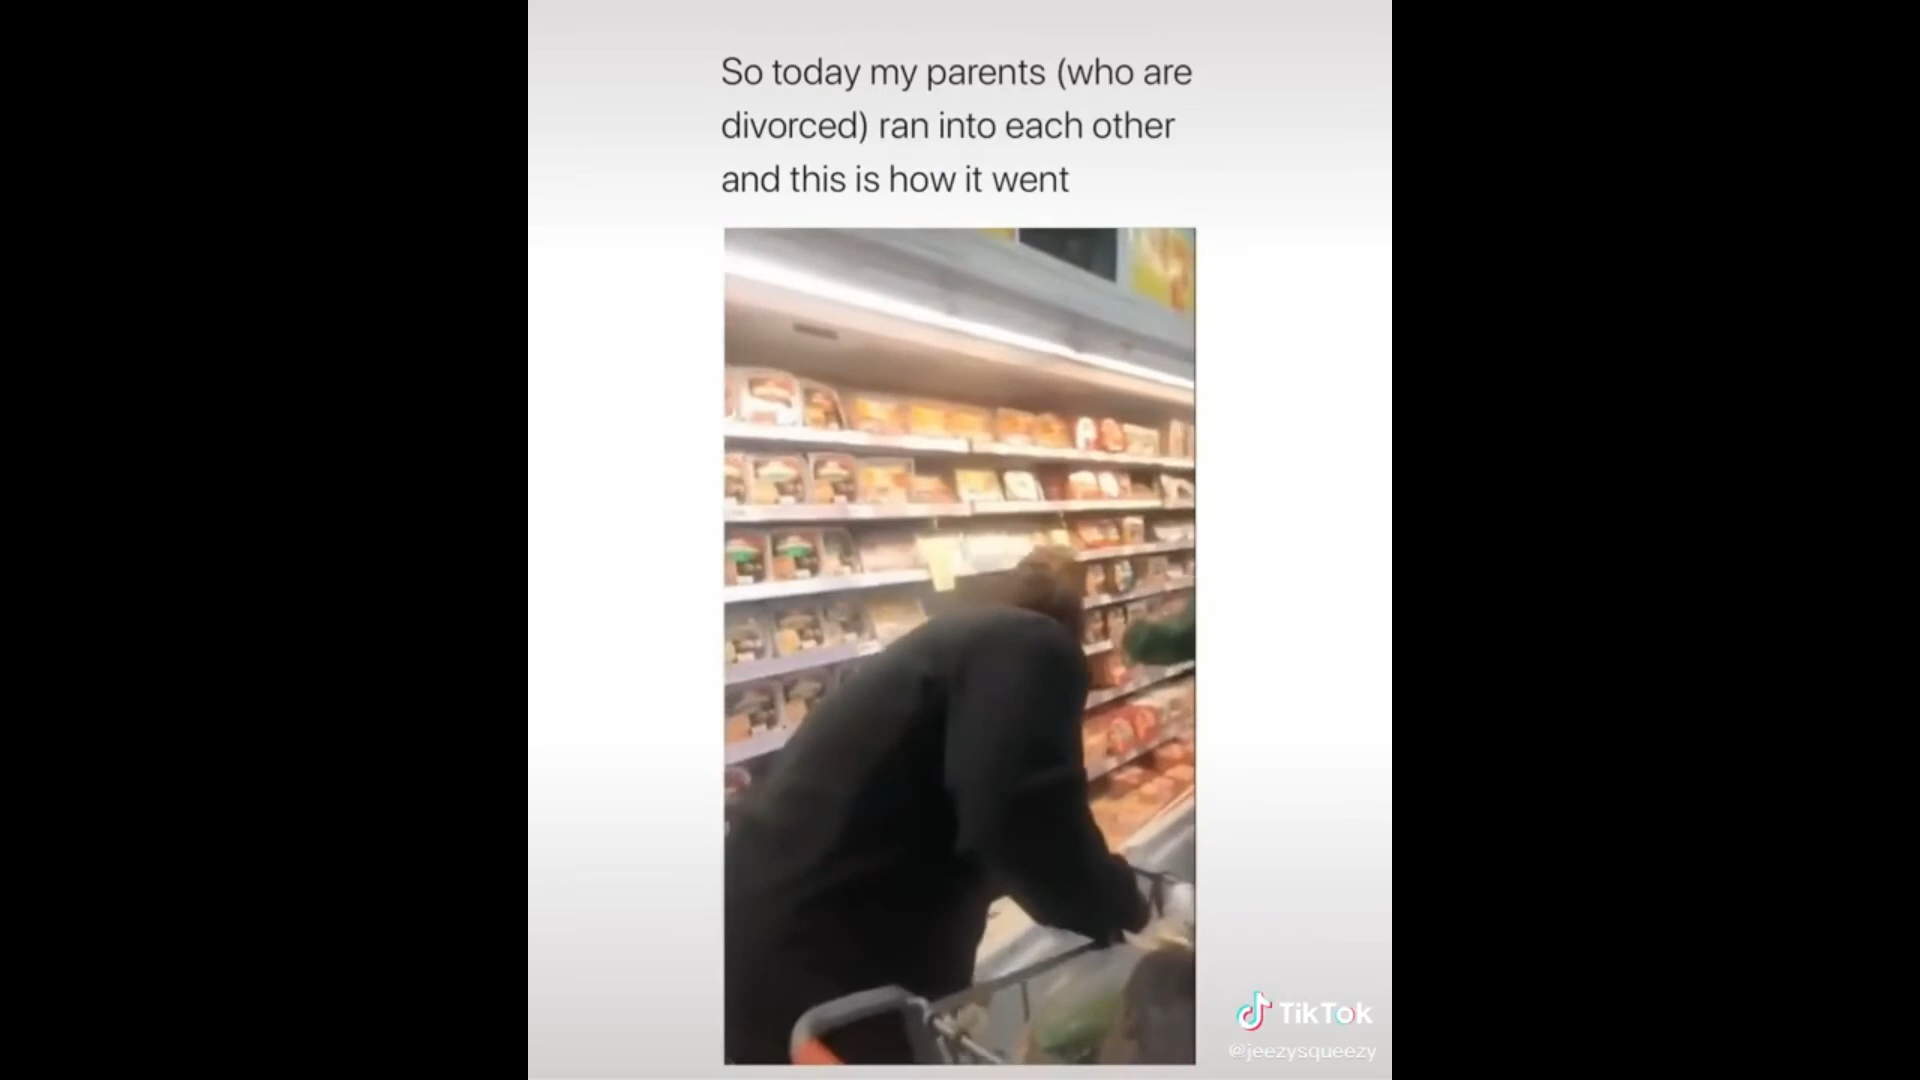 So today my parents (who are
divorced) ran into each other
and this is how it went
TikTok
@jeezysqueezy